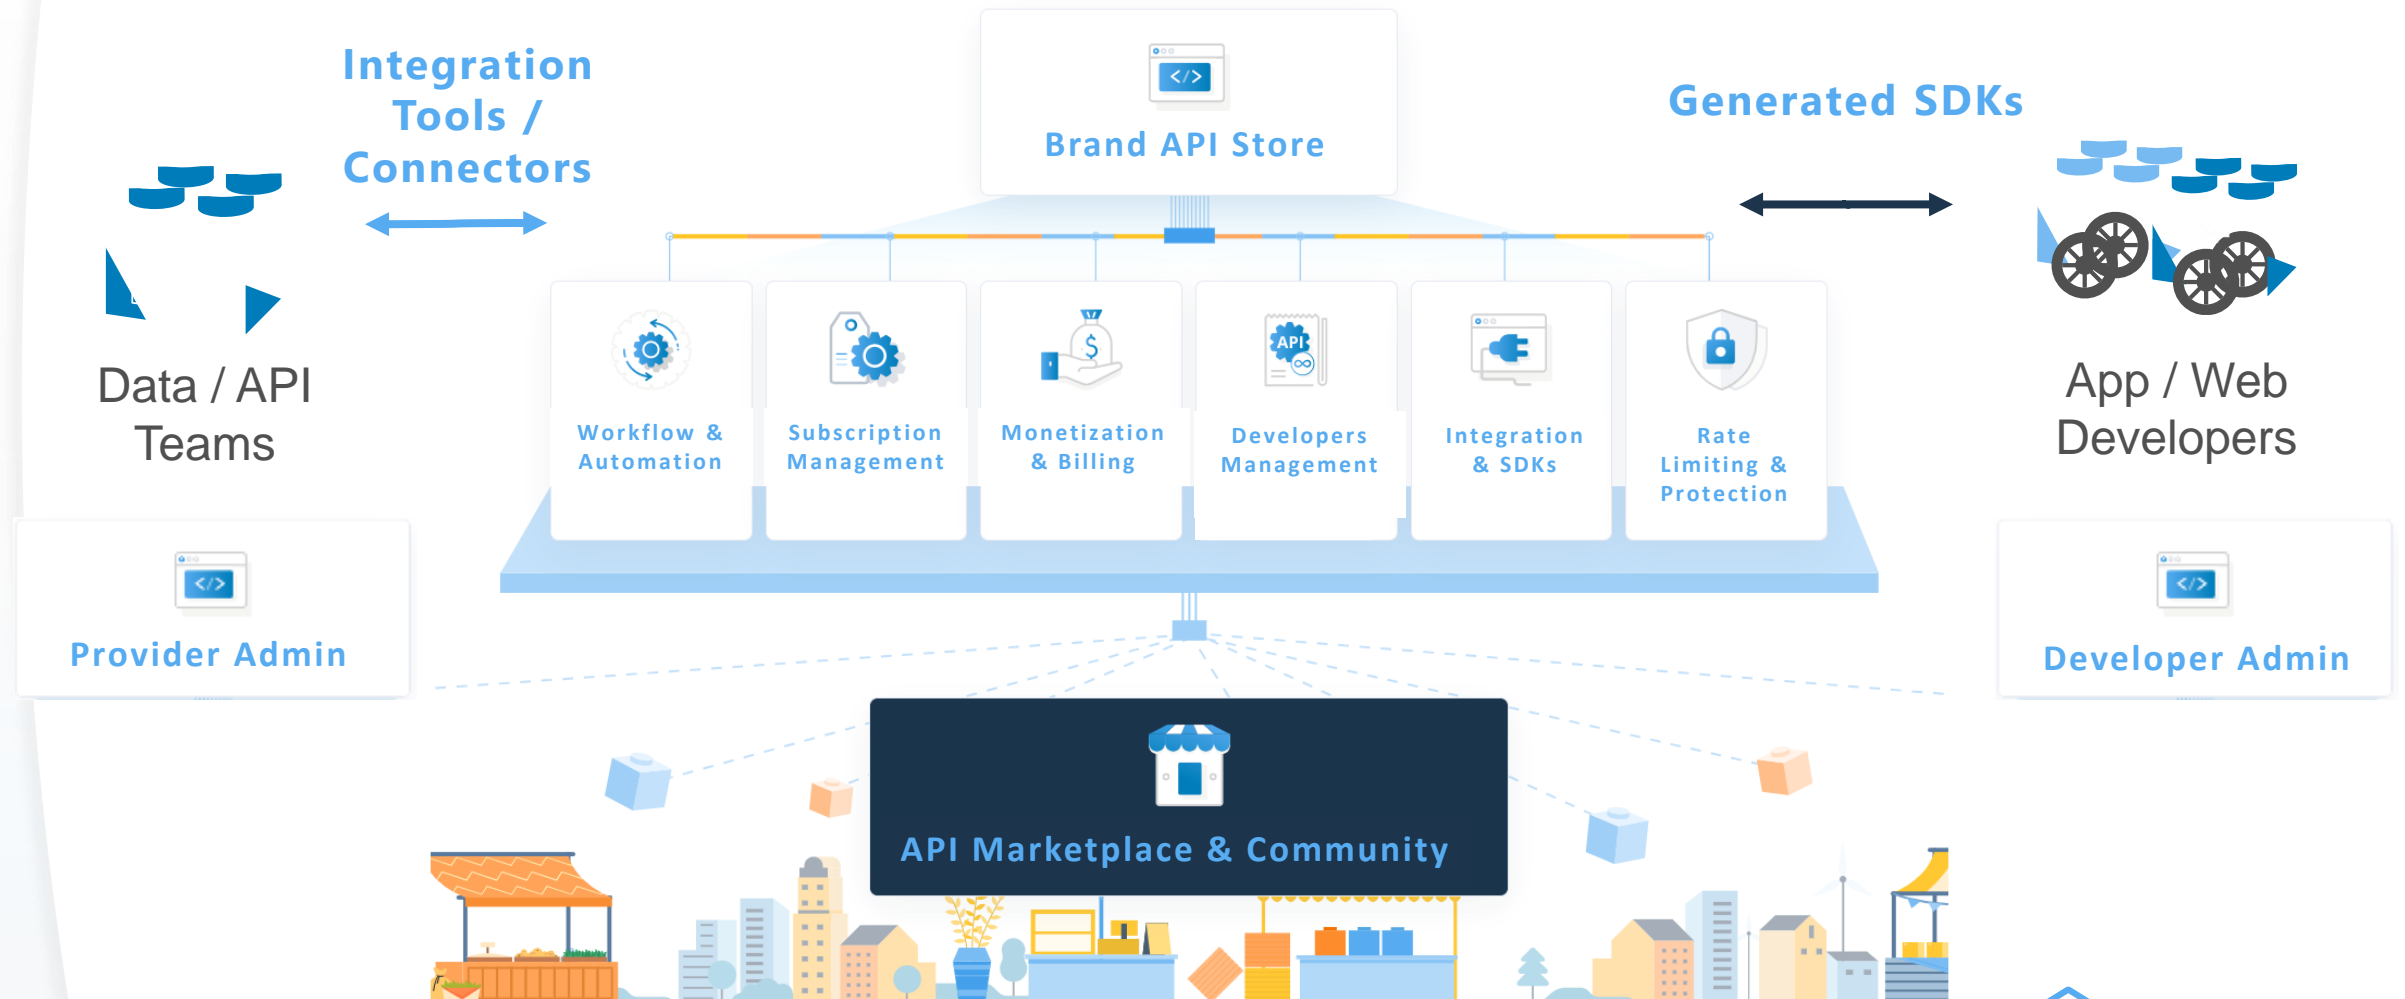 Integration
Tools /
Connectors
</>
Brand API Store
Generated SDKs
Data / API
Teams
$
API
Workflow &
Automation
Subscription
Management
Monetization
& Billing
Developers
Management
Integration
& SDKs
Rate
Limiting &
Protection
App / Web
Developers
</>
Provider Admin
</>
Developer Admin
API Marketplace & Community